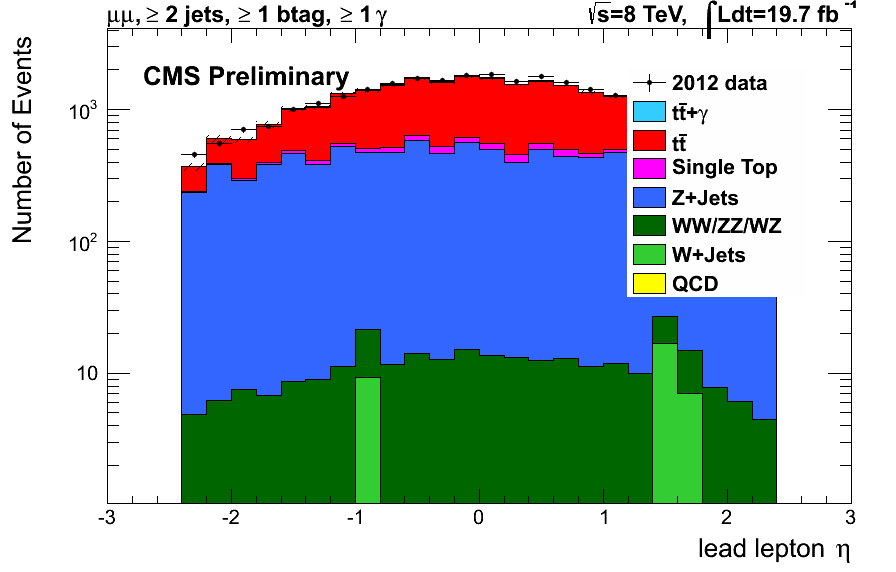 μμ, ≥ 2 jets, ≥ 1 btag, ≥ 1 γ
√s=8 TeV, ∫Ldt=19.7 fb⁻¹
CMS Preliminary
2012 data
tt̄+γ
tt̄
Single Top
Z+Jets
WW/ZZ/WZ
W+Jets
QCD
Number of Events
10³
10²
10
-3 -2 -1 0 1 2 3
lead lepton η